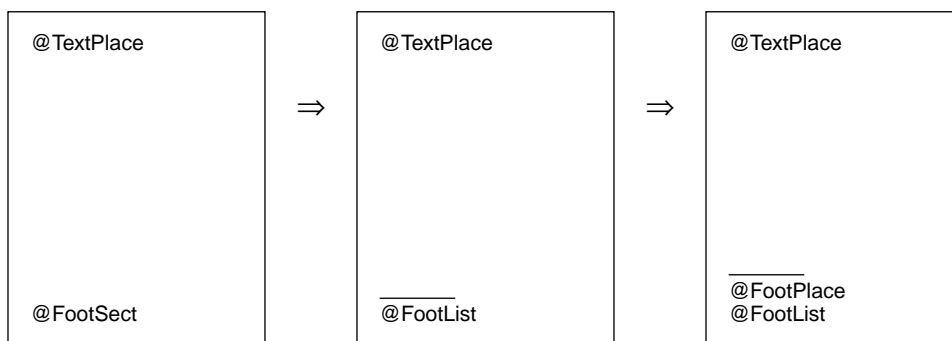 @TextPlace
@FootSect
⇒
@TextPlace
@FootList
⇒
@TextPlace
@FootPlace
@FootList